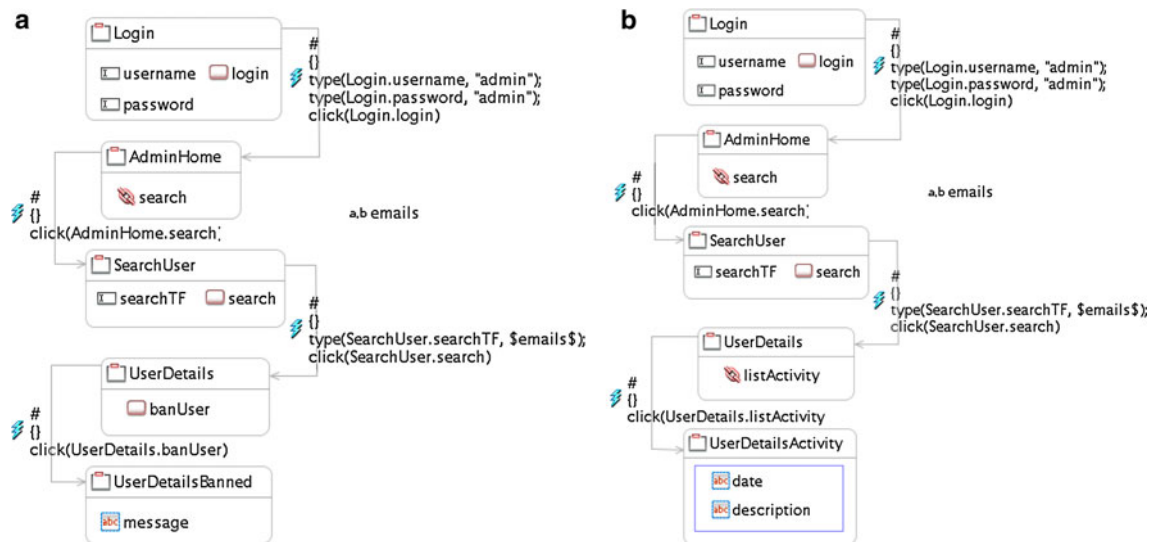 a
Login
username login
password
#
{}
type(Login.username, "admin");
type(Login.password, "admin");
click(Login.login)
AdminHome
search
#
{}
click(AdminHome.search)
a,b emails
SearchUser
searchTF search
#
{}
type(SearchUser.searchTF, $emails$);
click(SearchUser.search)
UserDetails
banUser
#
{}
click(UserDetails.banUser)
UserDetailsBanned
abc message
b
Login
username login
password
#
{}
type(Login.username, "admin");
type(Login.password, "admin");
click(Login.login)
AdminHome
search
#
{}
click(AdminHome.search)
a,b emails
SearchUser
searchTF search
#
{}
type(SearchUser.searchTF, $emails$);
click(SearchUser.search)
UserDetails
listActivity
#
{}
click(UserDetails.listActivity
UserDetailsActivity
abc date
abc description